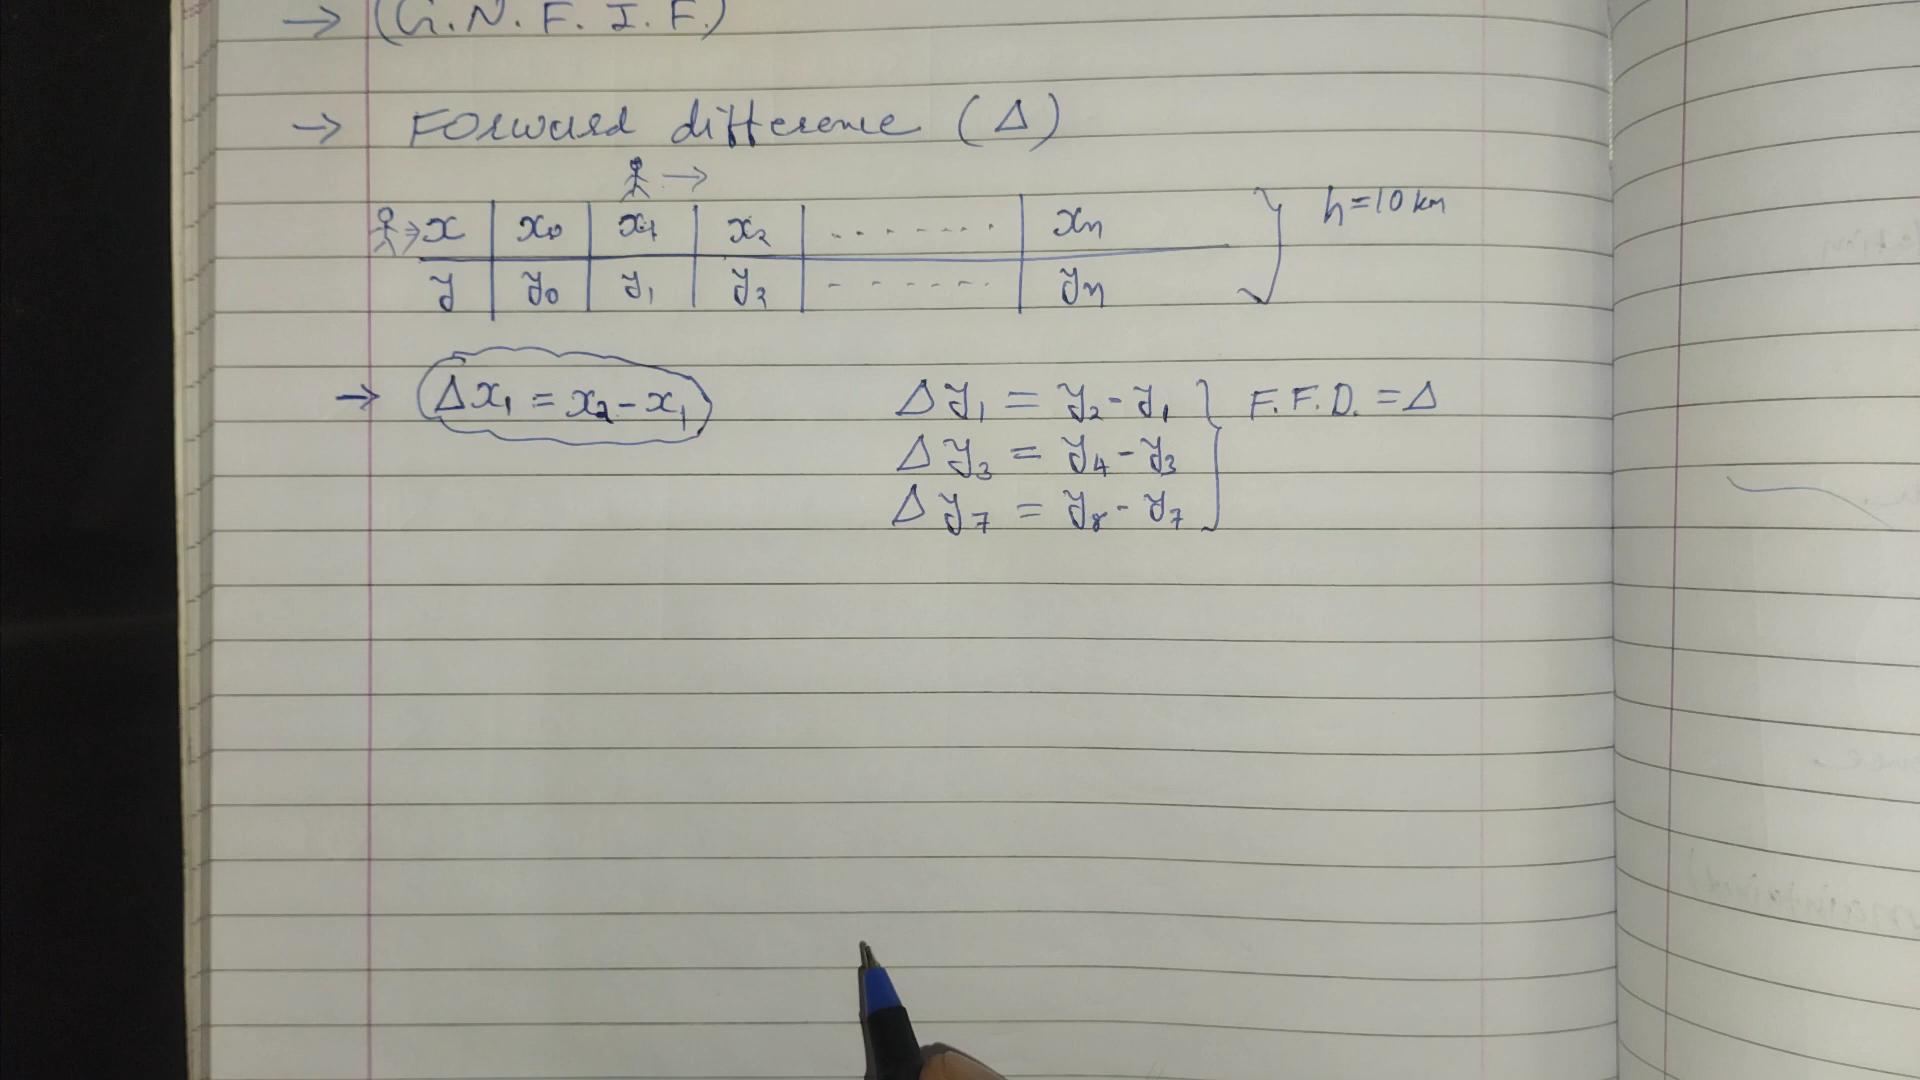 → (G.N.F.I.F.)
→ Forward difference (Δ)
→
x | x₀ | x₁ | x₂ | ....... | xₙ
h = 10 km
y | y₀ | y₁ | y₂ | ------ | yₙ
→ Δx₁ = x₂ - x₁
Δy₁ = y₂ - y₁ } F.F.D. = Δ
Δy₃ = y₄ - y₃
Δy₇ = y₈ - y₇